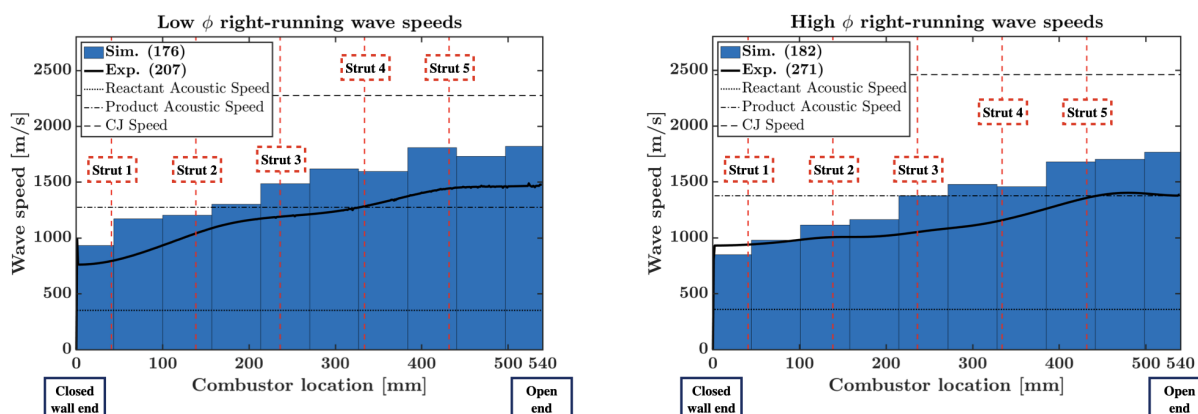 Low ϕ right-running wave speeds
Sim. (176)
Exp. (207)
Reactant Acoustic Speed
Product Acoustic Speed
CJ Speed
Strut 1
Strut 2
Strut 3
Strut 4
Strut 5
Wave speed [m/s]
2500
2000
1500
1000
500
0
0 100 200 300 400 500 540
Combustor location [mm]
Closed
wall end
Open
end
High ϕ right-running wave speeds
Sim. (182)
Exp. (271)
Reactant Acoustic Speed
Product Acoustic Speed
CJ Speed
Strut 1
Strut 2
Strut 3
Strut 4
Strut 5
Wave speed [m/s]
2500
2000
1500
1000
500
0
0 100 200 300 400 500 540
Combustor location [mm]
Closed
wall end
Open
end